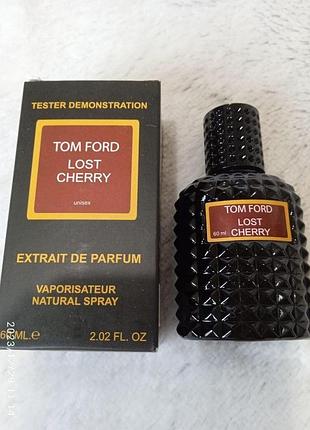 TESTER DEMONSTRATION
TOM FORD
LOST
CHERRY
unisex
EXTRAIT DE PARFUM
VAPORISATEUR
NATURAL SPRAY
ML.℮ 2.02 FL. OZ
TOM FORD
60 ml LOST
CHERRY